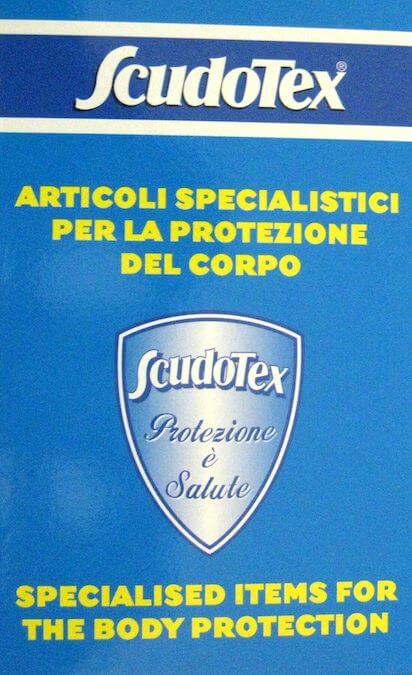 ScudoTex®
ARTICOLI SPECIALISTICI
PER LA PROTEZIONE
DEL CORPO
ScudoTex
Protezione
è
Salute
SPECIALISED ITEMS FOR
THE BODY PROTECTION